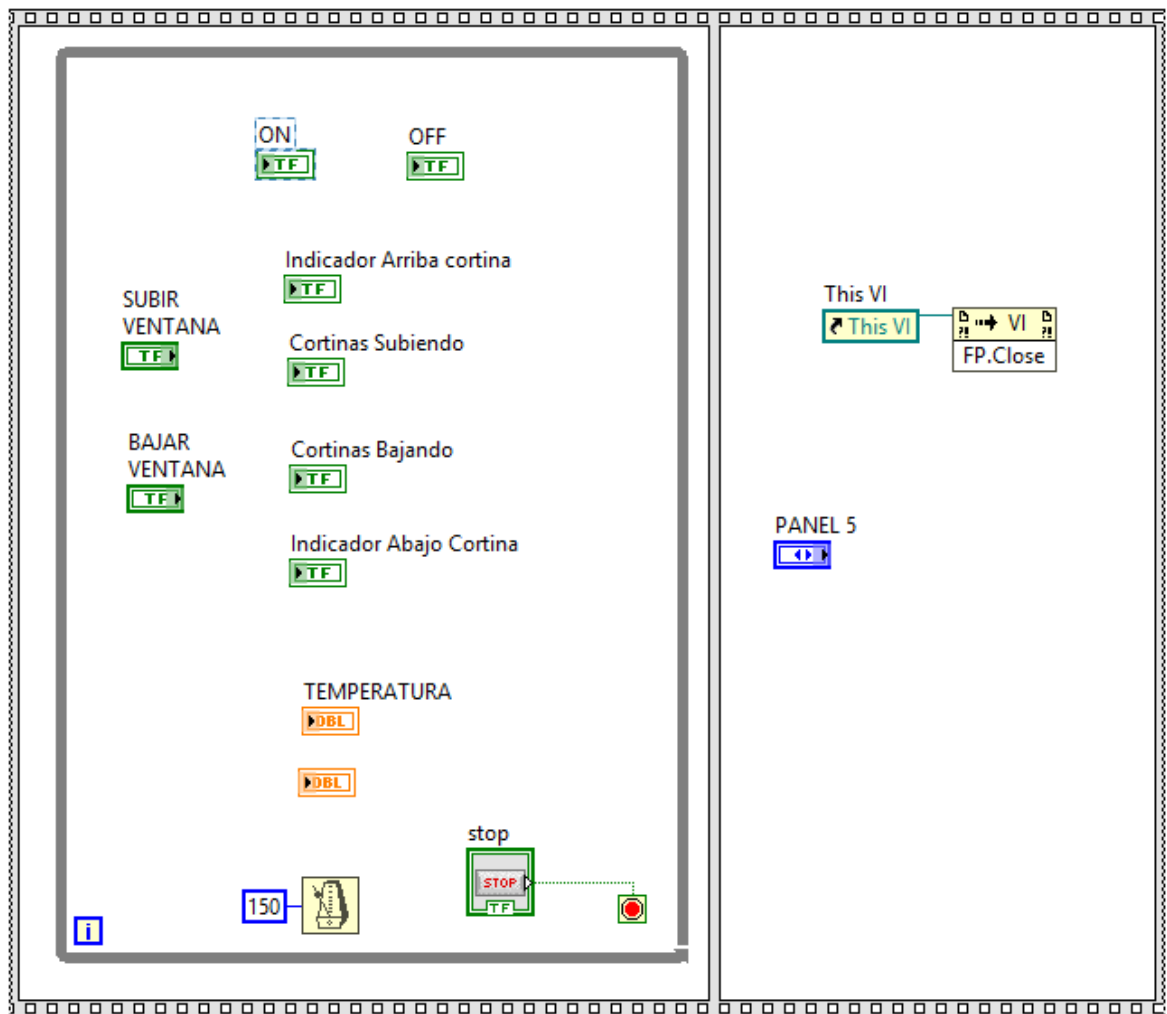 ON
TF
OFF
TF
Indicador Arriba cortina
TF
SUBIR
VENTANA
TF
Cortinas Subiendo
TF
BAJAR
VENTANA
TF
Cortinas Bajando
TF
Indicador Abajo Cortina
TF
TEMPERATURA
DBL
DBL
stop
STOP
TF
150
i
This VI
This VI
VI
FP.Close
PANEL 5